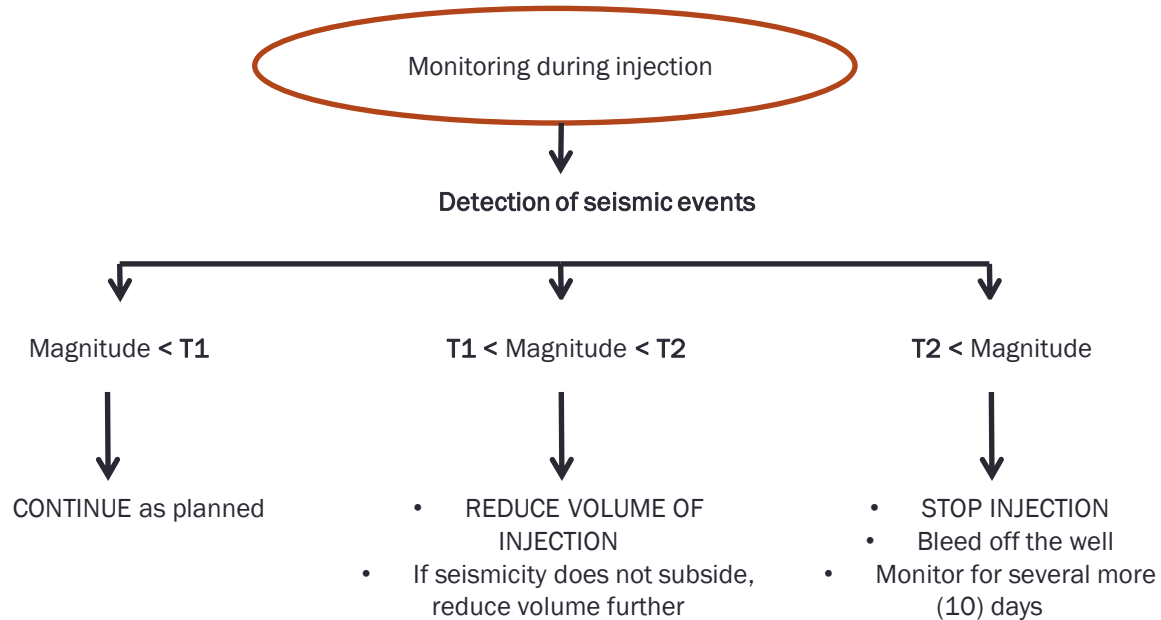 Monitoring during injection
Detection of seismic events
Magnitude < T1
T1 < Magnitude < T2
T2 < Magnitude
CONTINUE as planned
• REDUCE VOLUME OF
INJECTION
• If seismicity does not subside,
reduce volume further
• STOP INJECTION
• Bleed off the well
• Monitor for several more
(10) days